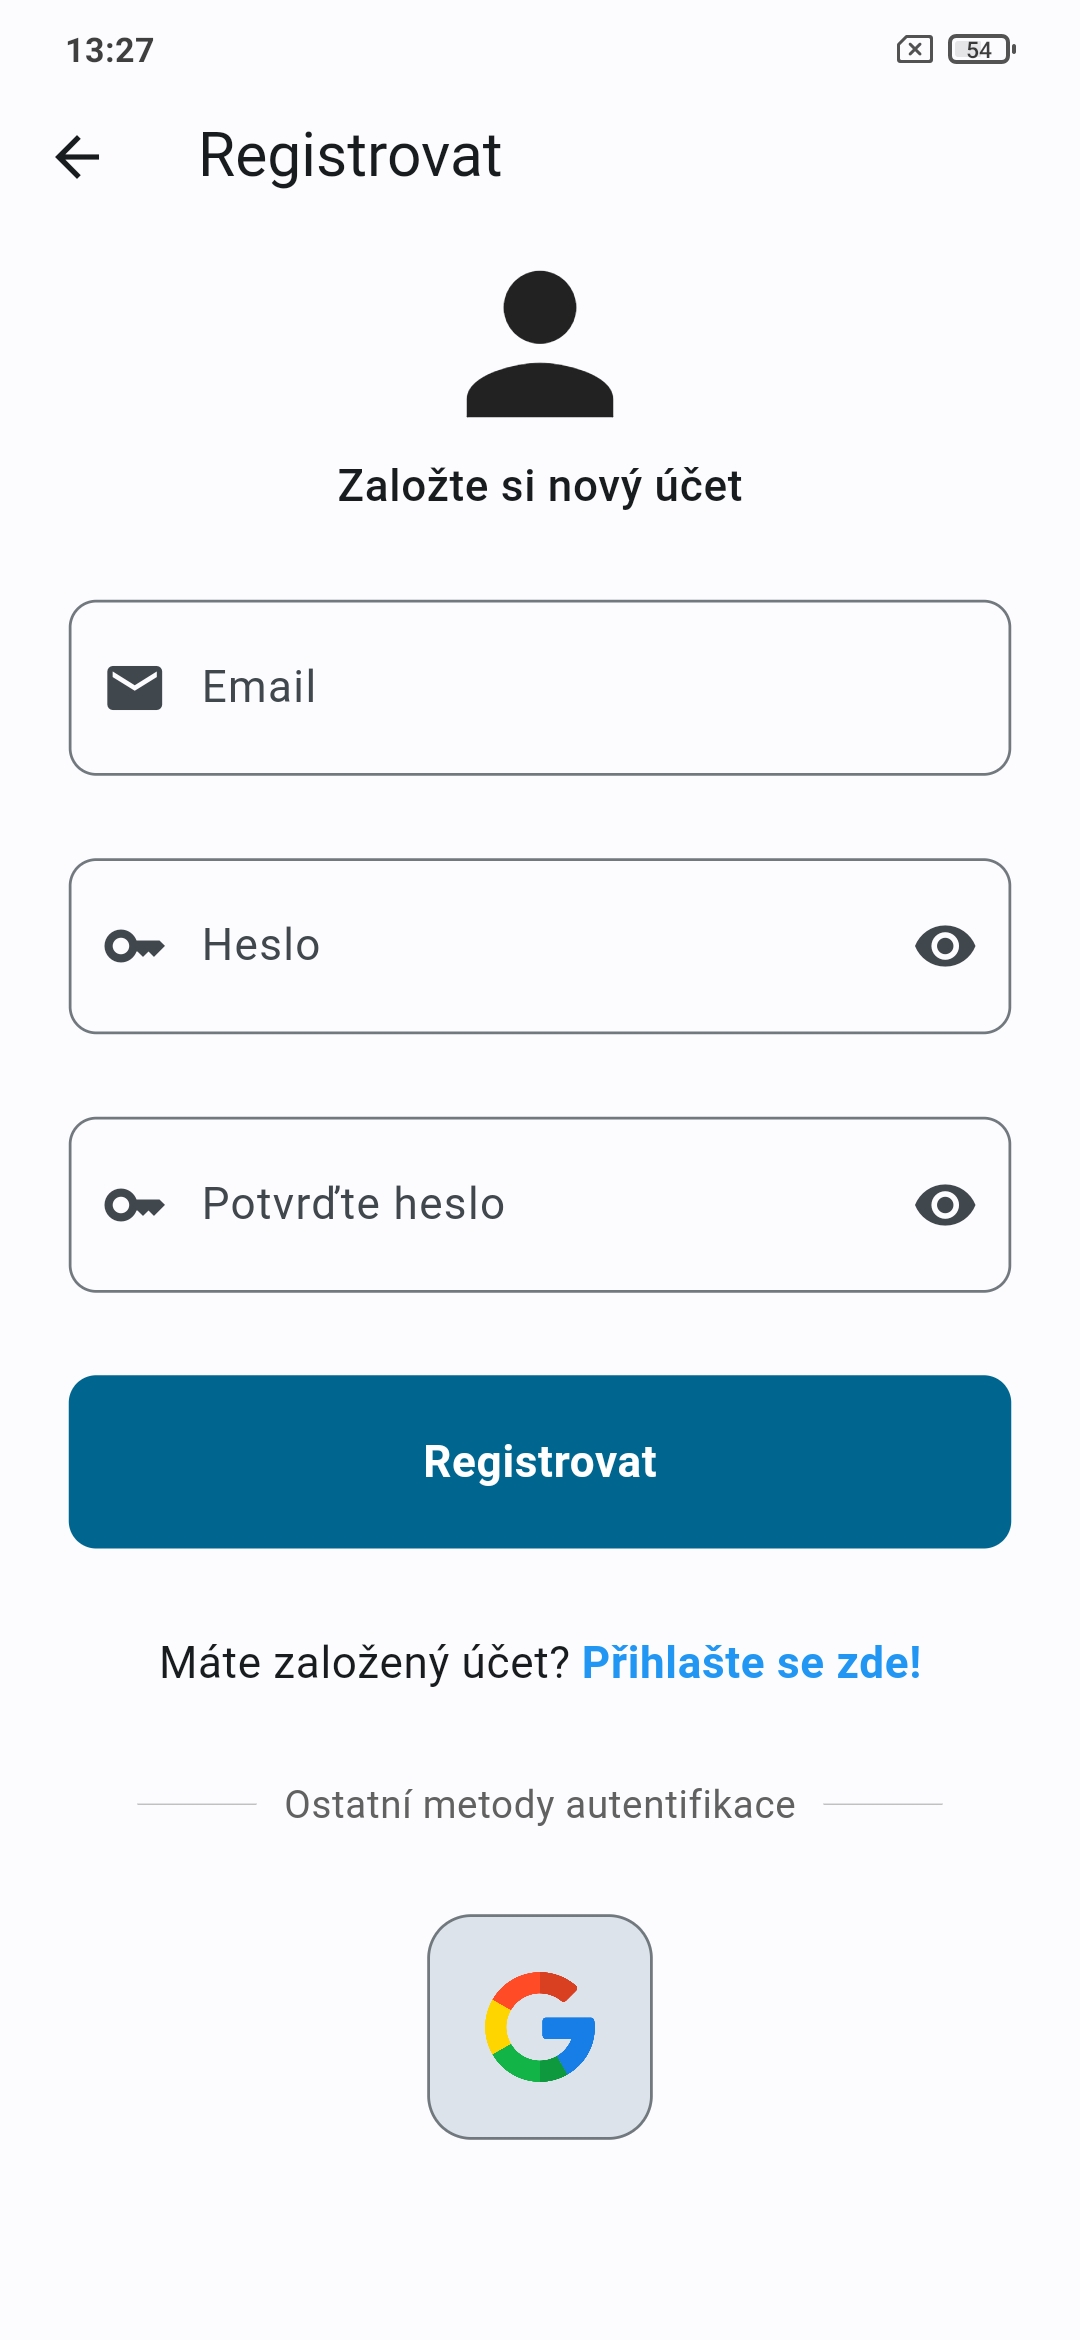 13:27
54
Registrovat
Založte si nový účet
Email
Heslo
Potvrďte heslo
Registrovat
Máte založený účet? Přihlašte se zde!
Ostatní metody autentifikace